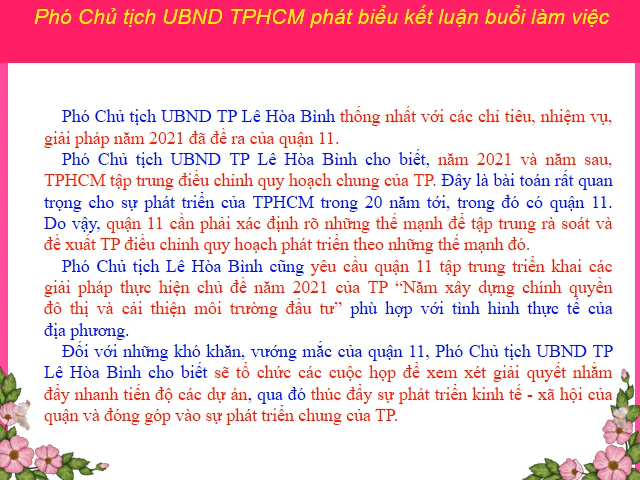 Phó Chủ tịch UBND TPHCM phát biểu kết luận buổi làm việc
Phó Chủ tịch UBND TP Lê Hòa Bình thống nhất với các chỉ tiêu, nhiệm vụ,
giải pháp năm 2021 đã đề ra của quận 11.
Phó Chủ tịch UBND TP Lê Hòa Bình cho biết, năm 2021 và năm sau,
TPHCM tập trung điều chỉnh quy hoạch chung của TP. Đây là bài toán rất quan
trọng cho sự phát triển của TPHCM trong 20 năm tới, trong đó có quận 11.
Do vậy, quận 11 cần phải xác định rõ những thế mạnh để tập trung rà soát và
đề xuất TP điều chỉnh quy hoạch phát triển theo những thế mạnh đó.
Phó Chủ tịch Lê Hòa Bình cũng yêu cầu quận 11 tập trung triển khai các
giải pháp thực hiện chủ đề năm 2021 của TP “Năm xây dựng chính quyền
đô thị và cải thiện môi trường đầu tư” phù hợp với tình hình thực tế của
địa phương.
Đối với những khó khăn, vướng mắc của quận 11, Phó Chủ tịch UBND TP
Lê Hòa Bình cho biết sẽ tổ chức các cuộc họp để xem xét giải quyết nhằm
đẩy nhanh tiến độ các dự án, qua đó thúc đẩy sự phát triển kinh tế - xã hội của
quận và đóng góp vào sự phát triển chung của TP.